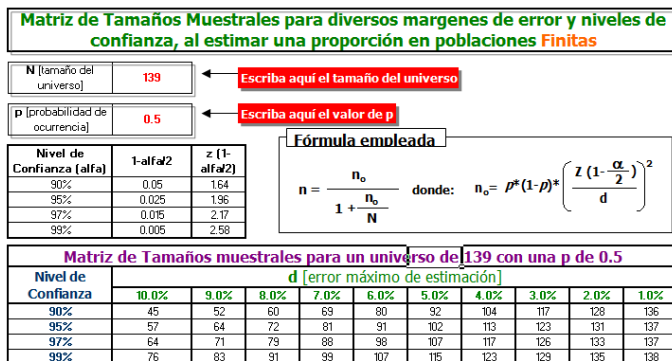 Matriz de Tamaños Muestrales para diversos margenes de error y niveles de
confianza, al estimar una proporción en poblaciones Finitas
N [tamaño del
universo]
139
Escriba aquí el tamaño del universo
p [probabilidad de
ocurrencia]
0.5
Escriba aquí el valor de p
Nivel de
Confianza (alfa) 1-alfa/2 z (1-
alfa/2)
90% 0.05 1.64
95% 0.025 1.96
97% 0.015 2.17
99% 0.005 2.58
Fórmula empleada
n = n₀ / (1 + n₀/N) donde: n₀= p*(1-p)* (Z (1-α/2) / d)²
Matriz de Tamaños muestrales para un universo de 139 con una p de 0.5
Nivel de
Confianza
d [error máximo de estimación]
10.0% 9.0% 8.0% 7.0% 6.0% 5.0% 4.0% 3.0% 2.0% 1.0%
90% 45 52 60 69 80 92 104 117 128 136
95% 57 64 72 81 91 102 113 123 131 137
97% 64 71 79 88 98 107 117 126 133 137
99% 76 83 91 99 107 115 123 129 135 138